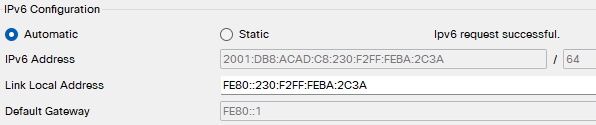 IPv6 Configuration
Automatic Static Ipv6 request successful.
IPv6 Address 2001:DB8:ACAD:C8:230:F2FF:FEBA:2C3A / 64
Link Local Address FE80::230:F2FF:FEBA:2C3A
Default Gateway FE80::1